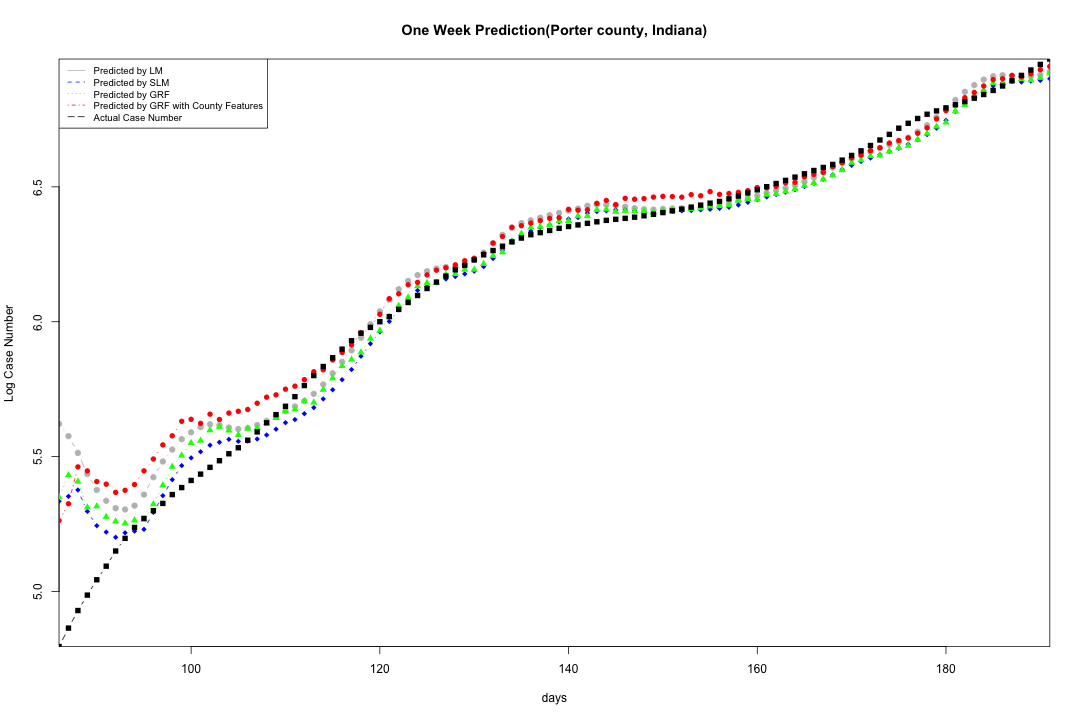 One Week Prediction(Porter county, Indiana)
Predicted by LM
Predicted by SLM
Predicted by GRF
Predicted by GRF with County Features
Actual Case Number
Log Case Number
6.5
6.0
5.5
5.0
100 120 140 160 180
days